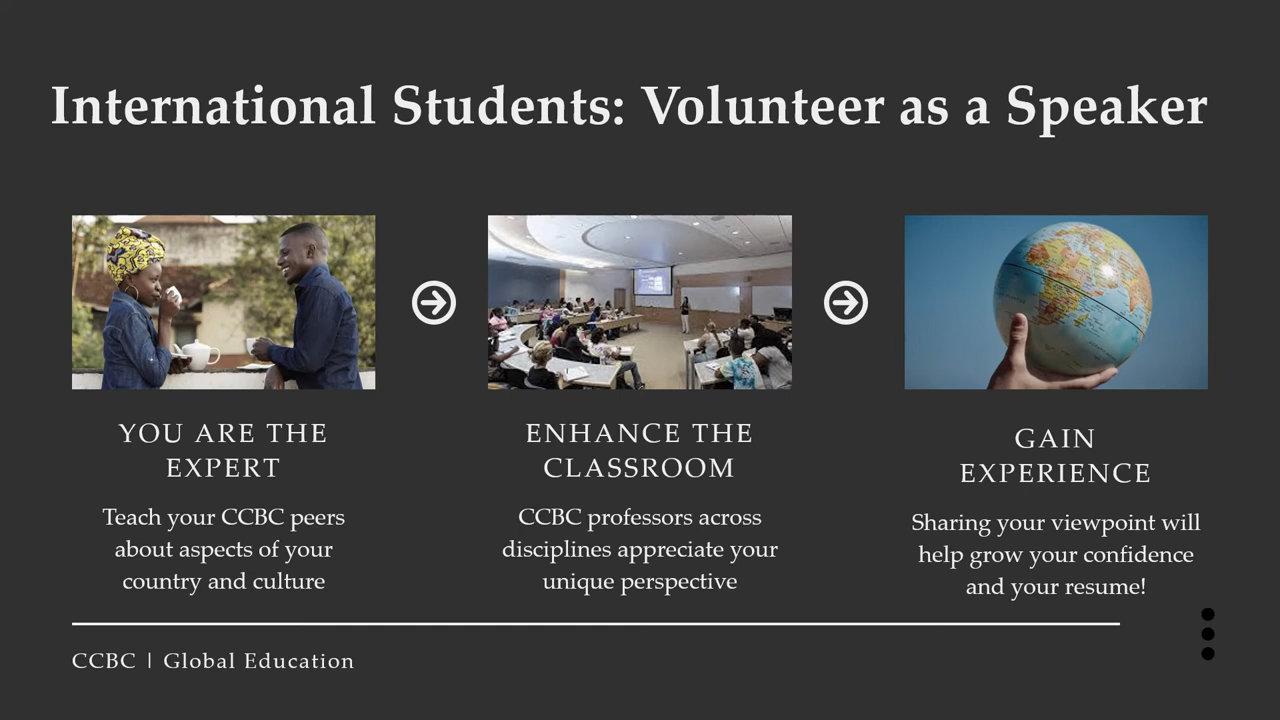 International Students: Volunteer as a Speaker
YOU ARE THE
EXPERT
Teach your CCBC peers
about aspects of your
country and culture
ENHANCE THE
CLASSROOM
CCBC professors across
disciplines appreciate your
unique perspective
GAIN
EXPERIENCE
Sharing your viewpoint will
help grow your confidence
and your resume!
CCBC | Global Education